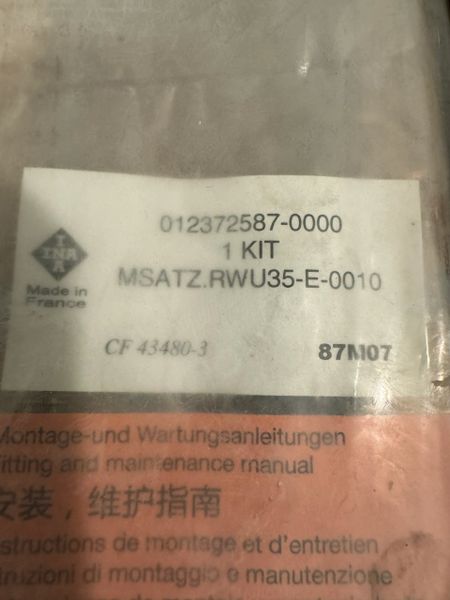 012372587-0000
1 KIT
INA
MSATZ.RWU35-E-0010
Made in
France
CF 43480-3
87M07
Montage-und Wartungsanleitungen
itting and maintenance manual
安装，维护指南
structions de montage et d'entretien
truzioni di montaggio e manutenzione